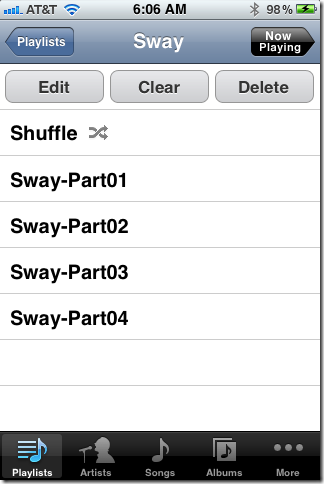 AT&T 6:06 AM 98%
Playlists Sway Now Playing
Edit Clear Delete
Shuffle
Sway-Part01
Sway-Part02
Sway-Part03
Sway-Part04
Playlists Artists Songs Albums More